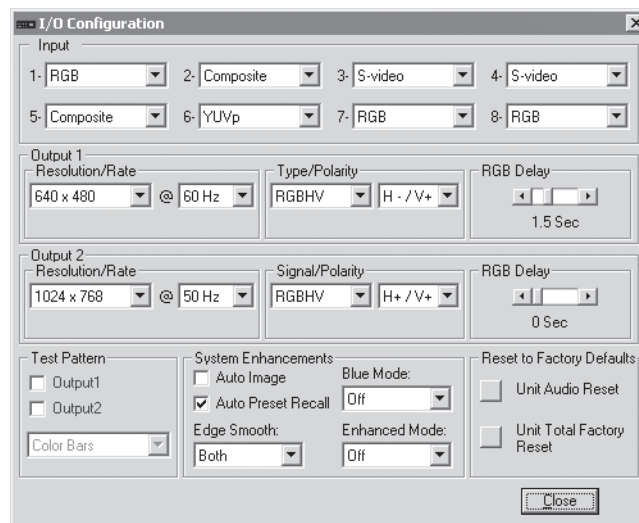 I/O Configuration
Input
1- RGB 2- Composite 3- S-video 4- S-video
5- Composite 6- YUVp 7- RGB 8- RGB
Output 1
Resolution/Rate Type/Polarity RGB Delay
640 x 480 @ 60 Hz RGBHV H - / V+
1.5 Sec
Output 2
Resolution/Rate Signal/Polarity RGB Delay
1024 x 768 @ 50 Hz RGBHV H+ / V+
0 Sec
Test Pattern
Output1
Output2
Color Bars
System Enhancements
Auto Image
Auto Preset Recall
Blue Mode:
Off
Edge Smooth:
Both
Enhanced Mode:
Off
Reset to Factory Defaults
Unit Audio Reset
Unit Total Factory
Reset
Close